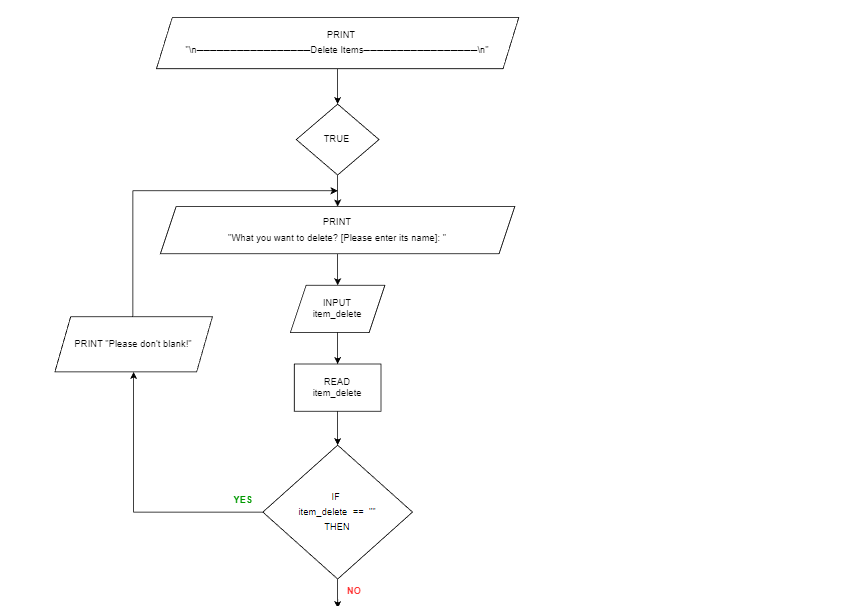 PRINT
"\n-----------------------------Delete Items-----------------------------\n"
TRUE
PRINT
"What you want to delete? [Please enter its name]: "
INPUT
item_delete
PRINT "Please don't blank!"
READ
item_delete
YES
IF
item_delete == ""
THEN
NO